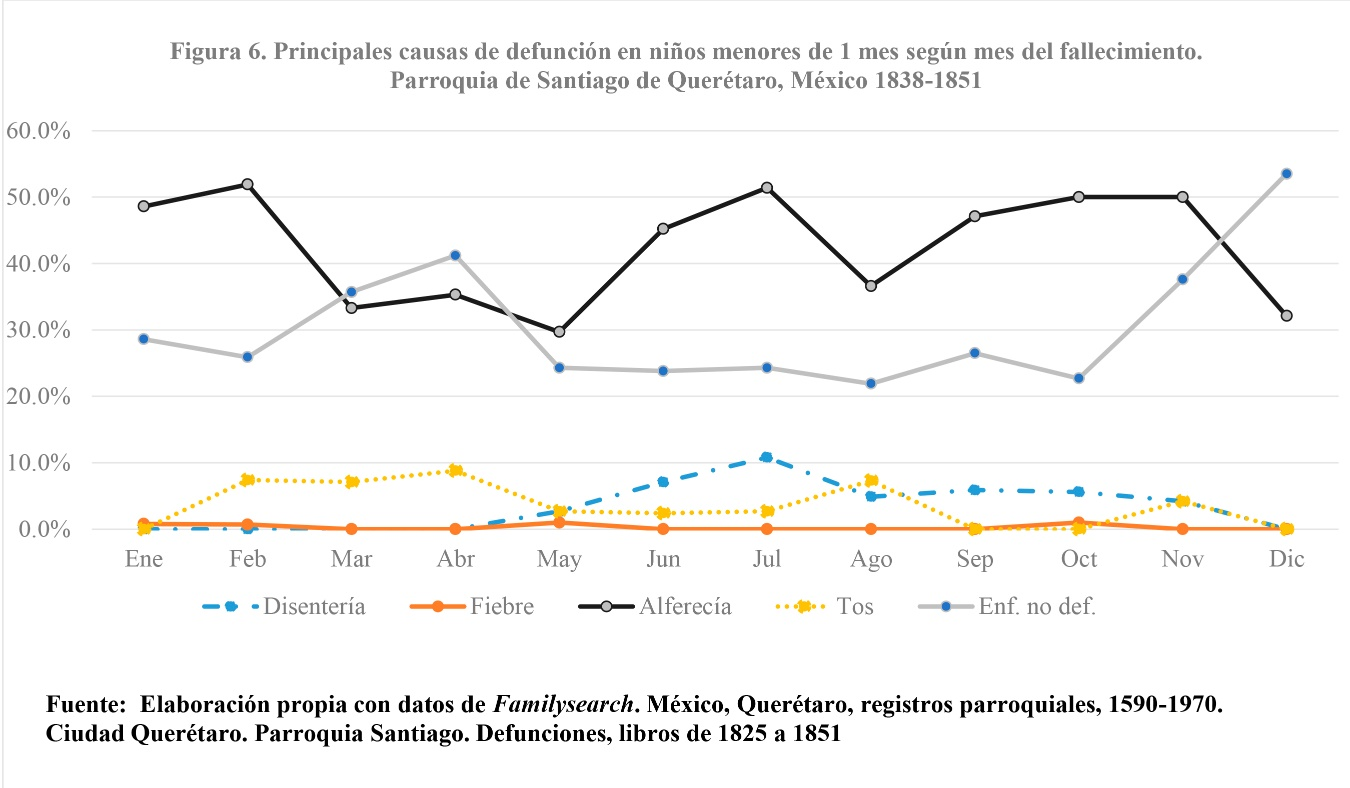 Figura 6. Principales causas de defunción en niños menores de 1 mes según mes del fallecimiento.
Parroquia de Santiago de Querétaro, México 1838-1851
60.0%
50.0%
40.0%
30.0%
20.0%
10.0%
0.0%
Ene Feb Mar Abr May Jun Jul Ago Sep Oct Nov Dic
Disentería Fiebre Alferecía Tos Enf. no def.
Fuente: Elaboración propia con datos de Familysearch. México, Querétaro, registros parroquiales, 1590-1970.
Ciudad Querétaro. Parroquia Santiago. Defunciones, libros de 1825 a 1851